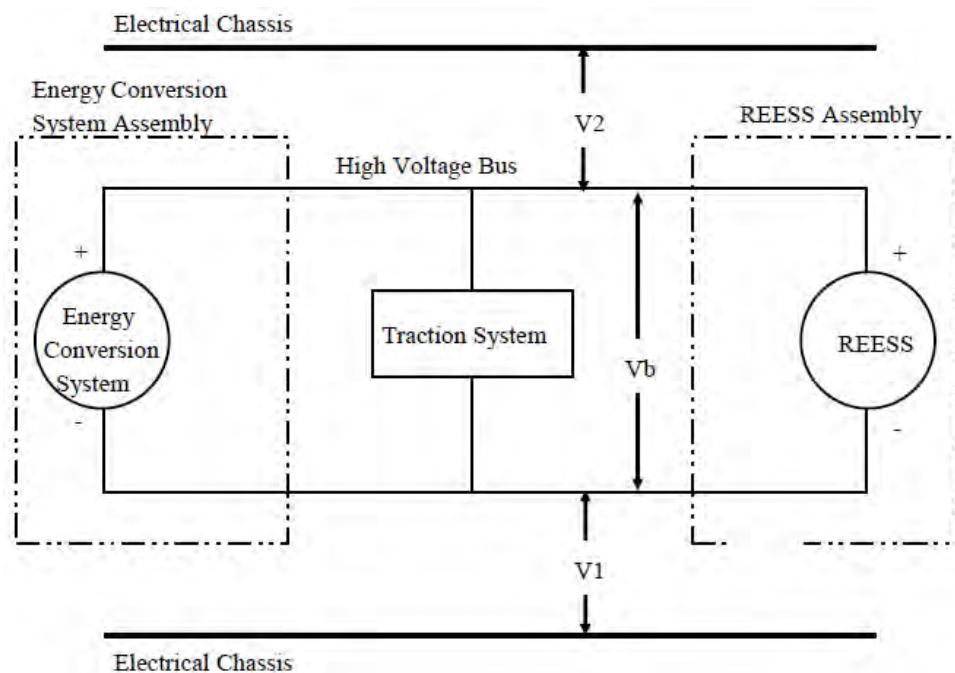 Electrical Chassis
Energy Conversion
System Assembly
V2
REESS Assembly
High Voltage Bus
+
+
Energy
Conversion
System
Traction System
Vb
REESS
-
-
V1
Electrical Chassis